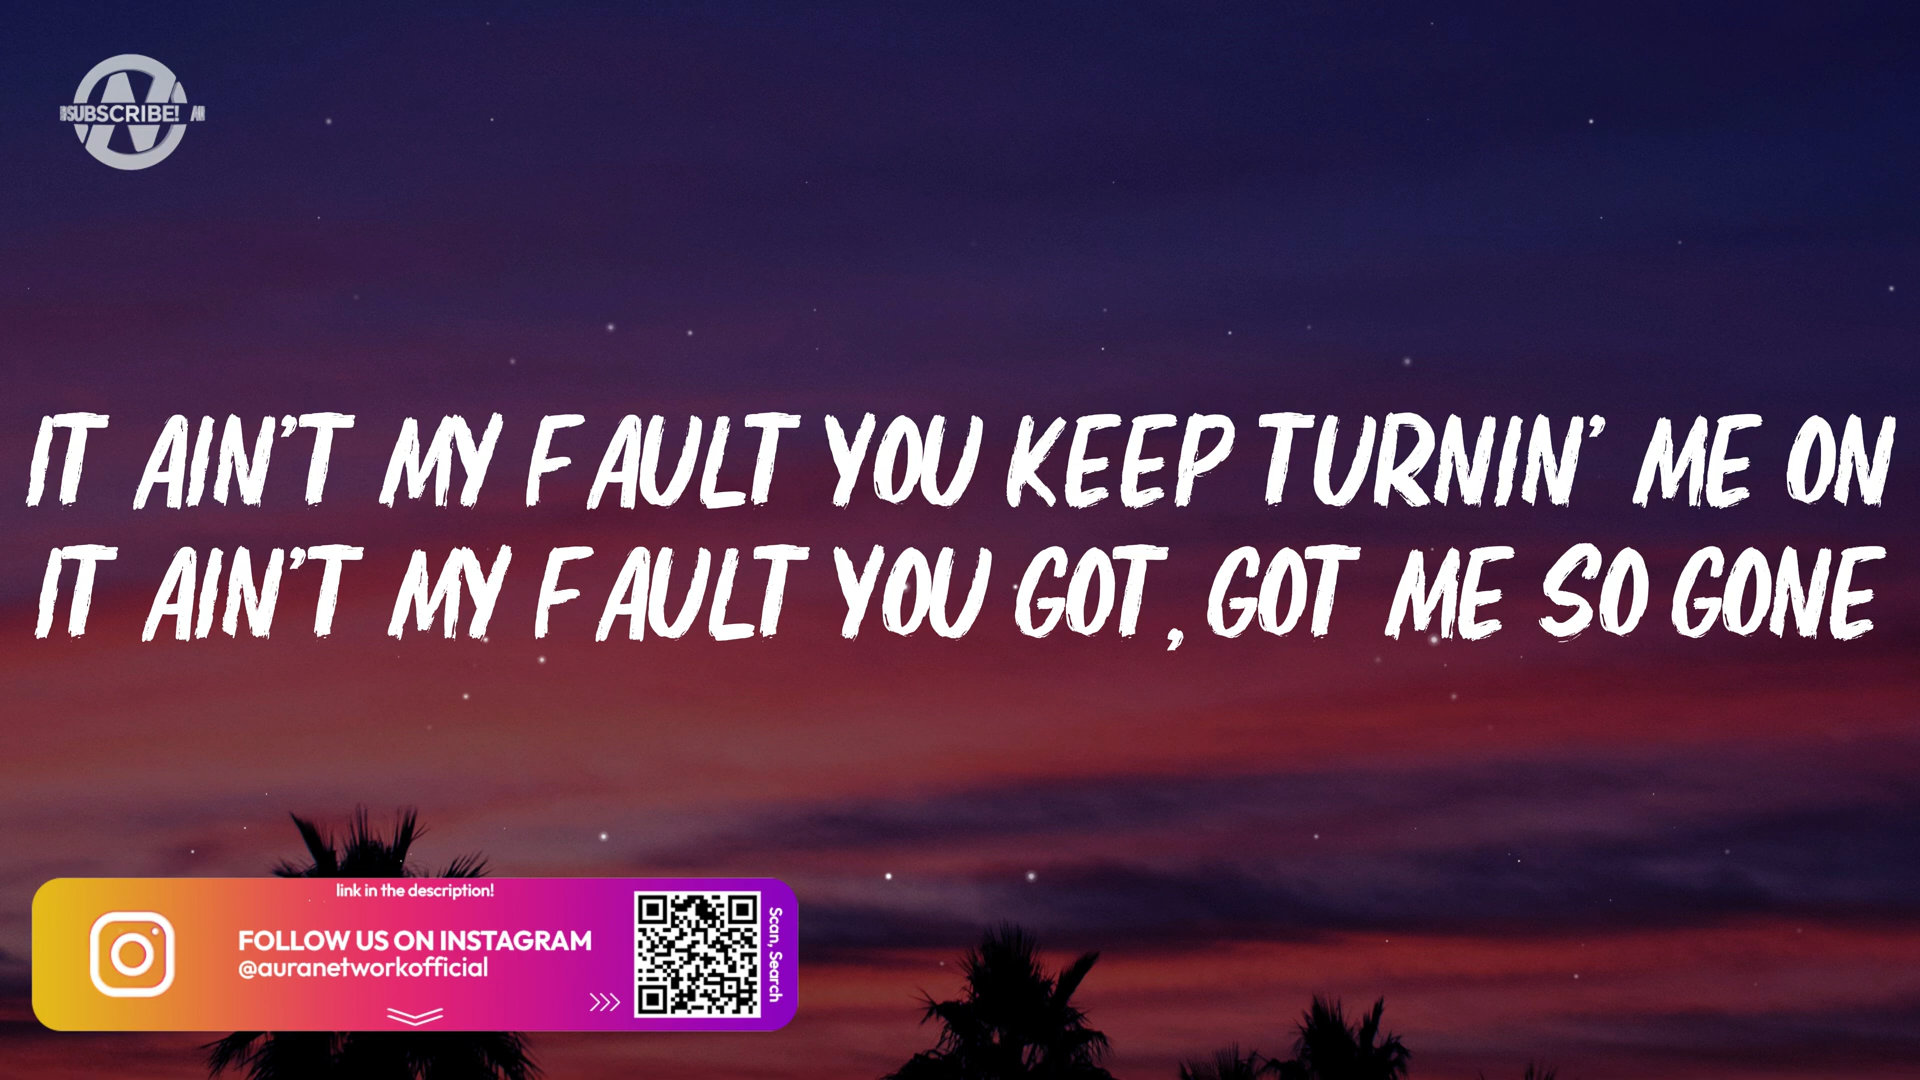 SUBSCRIBE!
IT AIN'T MY FAULT YOU KEEP TURNIN' ME ON
IT AIN'T MY FAULT YOU GOT, GOT ME SO GONE
link in the description!
FOLLOW US ON INSTAGRAM
@auranetworkofficial
Scan, Search